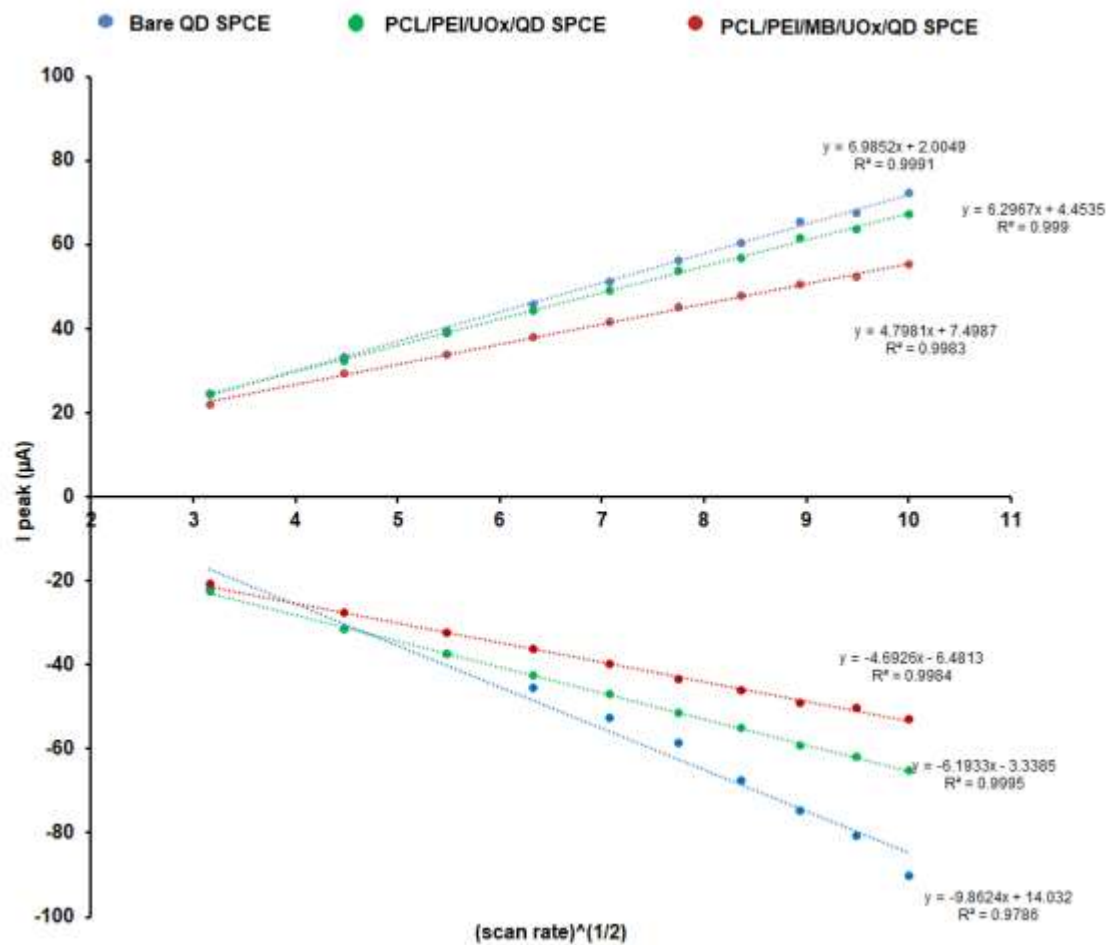 Bare QD SPCE
PCL/PEI/UOx/QD SPCE
PCL/PEI/MB/UOx/QD SPCE
100
80
60
40
20
0
-20
-40
-60
-80
-100
I peak (µA)
2 3 4 5 6 7 8 9 10 11
(scan rate)^(1/2)
y = 6.9852x + 2.0049
R² = 0.9991
y = 6.2967x + 4.4535
R² = 0.999
y = 4.7981x + 7.4987
R² = 0.9983
y = -4.6926x - 6.4813
R² = 0.9984
y = -6.1933x - 3.3385
R² = 0.9995
y = -9.8624x + 14.032
R² = 0.9786